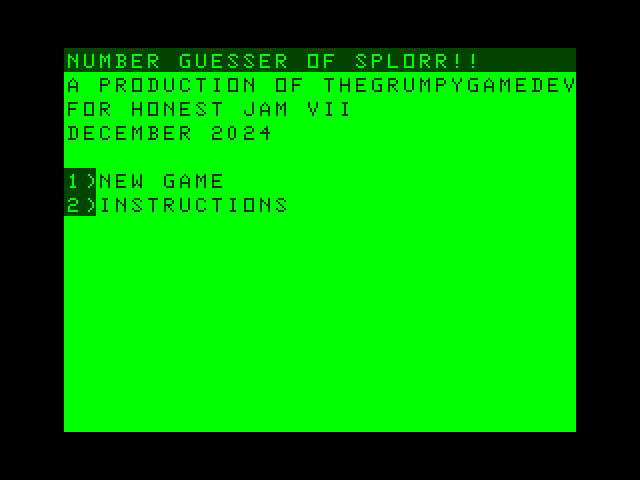 NUMBER GUESSER OF SPLORR!!
A PRODUCTION OF THEGRUMPYGAMEDEV
FOR HONEST JAM VII
DECEMBER 2024
1)NEW GAME
2)INSTRUCTIONS